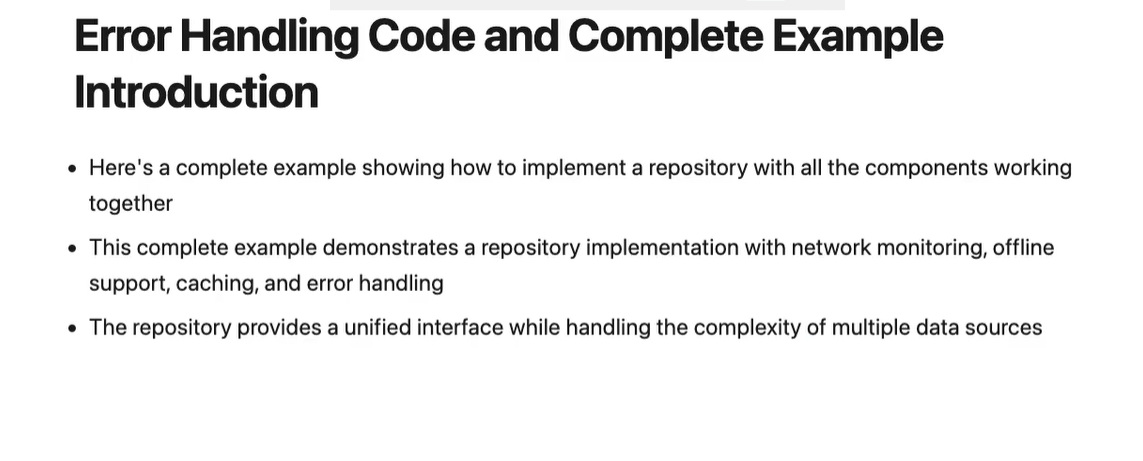 Error Handling Code and Complete Example
Introduction
• Here's a complete example showing how to implement a repository with all the components working
together
• This complete example demonstrates a repository implementation with network monitoring, offline
support, caching, and error handling
• The repository provides a unified interface while handling the complexity of multiple data sources